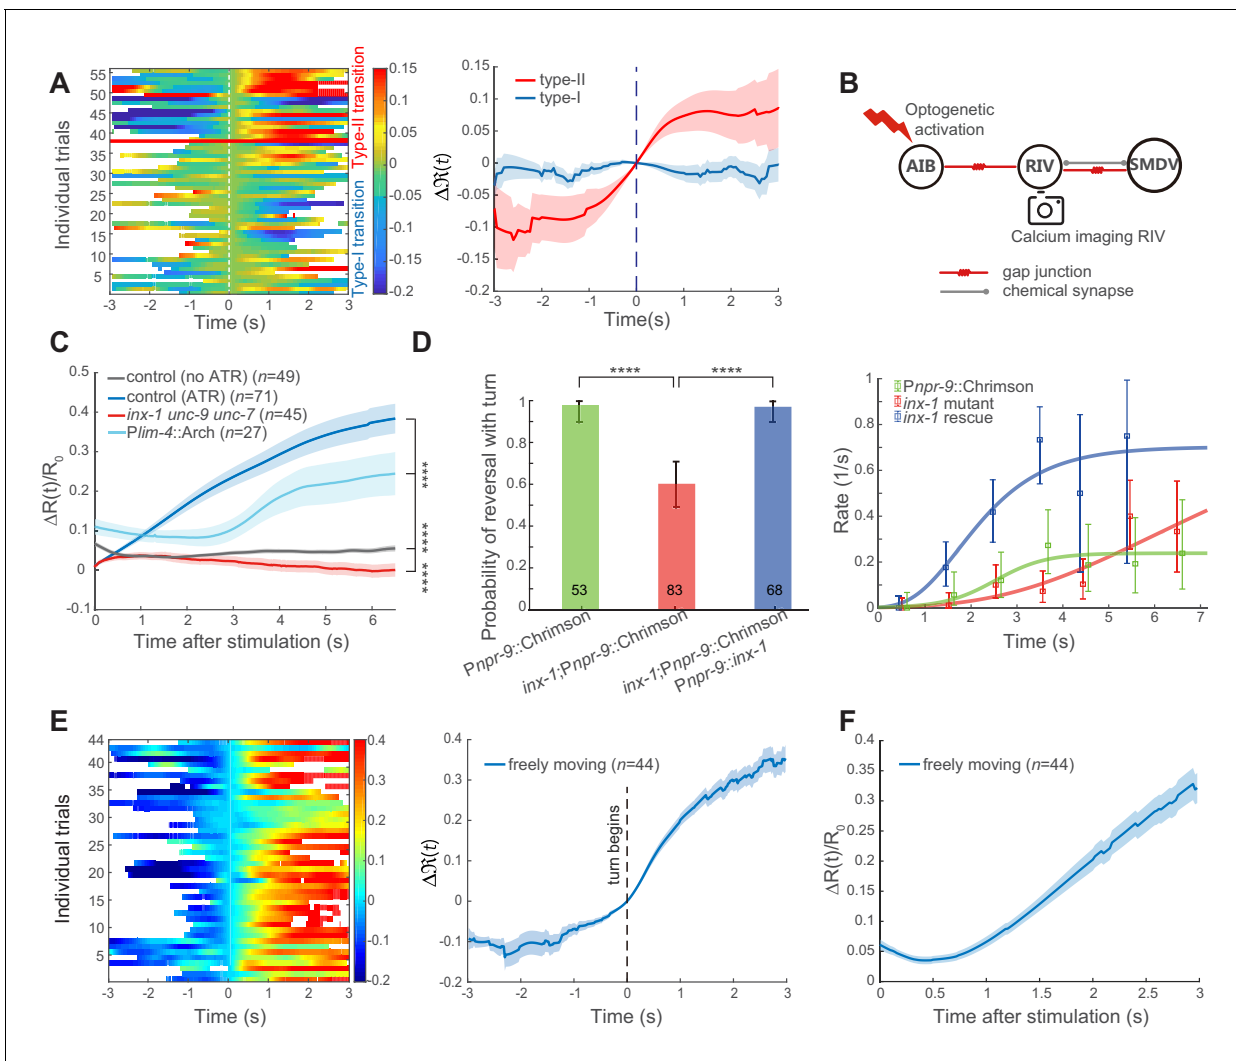 A
Individual trials
55
50
45
40
35
30
25
20
15
10
5
-3
-2
-1
0
1
2
3
Time (s)
Type-I transition
Type-II transition
0.15
0.1
0.05
0
-0.05
-0.1
-0.15
-0.2
ΔℜI(t)
0.15
0.1
0.05
0
-0.05
-0.1
-0.15
-0.2
type-II
type-I
-3
-2
-1
0
1
2
3
Time(s)
B
Optogenetic
activation
AIB
RIV
SMDV
Calcium imaging RIV
gap junction
chemical synapse
C
ΔR(t)/R0
0.5
0.4
0.3
0.2
0.1
0
-0.1
control (no ATR) (n=49)
control (ATR) (n=71)
inx-1 unc-9 unc-7 (n=45)
Plim-4::Arch (n=27)
****
****
****
0
1
2
3
4
5
6
Time after stimulation (s)
D
Probability of reversal with turn
1
0.8
0.6
0.4
0.2
0
****
****
53
83
68
Pnpr-9::Chrimson
inx-1;Pnpr-9::Chrimson
inx-1;Pnpr-9::Chrimson
Pnpr-9::inx-1
Rate (1/s)
1
0.8
0.6
0.4
0.2
0
Pnpr-9::Chrimson
inx-1 mutant
inx-1 rescue
0
1
2
3
4
5
6
7
Time (s)
E
Individual trials
44
40
35
30
25
20
15
10
5
-3
-2
-1
0
1
2
3
Time (s)
0.4
0.3
0.2
0.1
0
-0.1
-0.2
Δℜ(t)
0.4
0.3
0.2
0.1
0
-0.1
-0.2
freely moving (n=44)
turn begins
-3
-2
-1
0
1
2
3
Time (s)
F
ΔR(t)/R0
0.4
0.35
0.3
0.25
0.2
0.15
0.1
0.05
0
freely moving (n=44)
0
0.5
1
1.5
2
2.5
3
Time after stimulation (s)